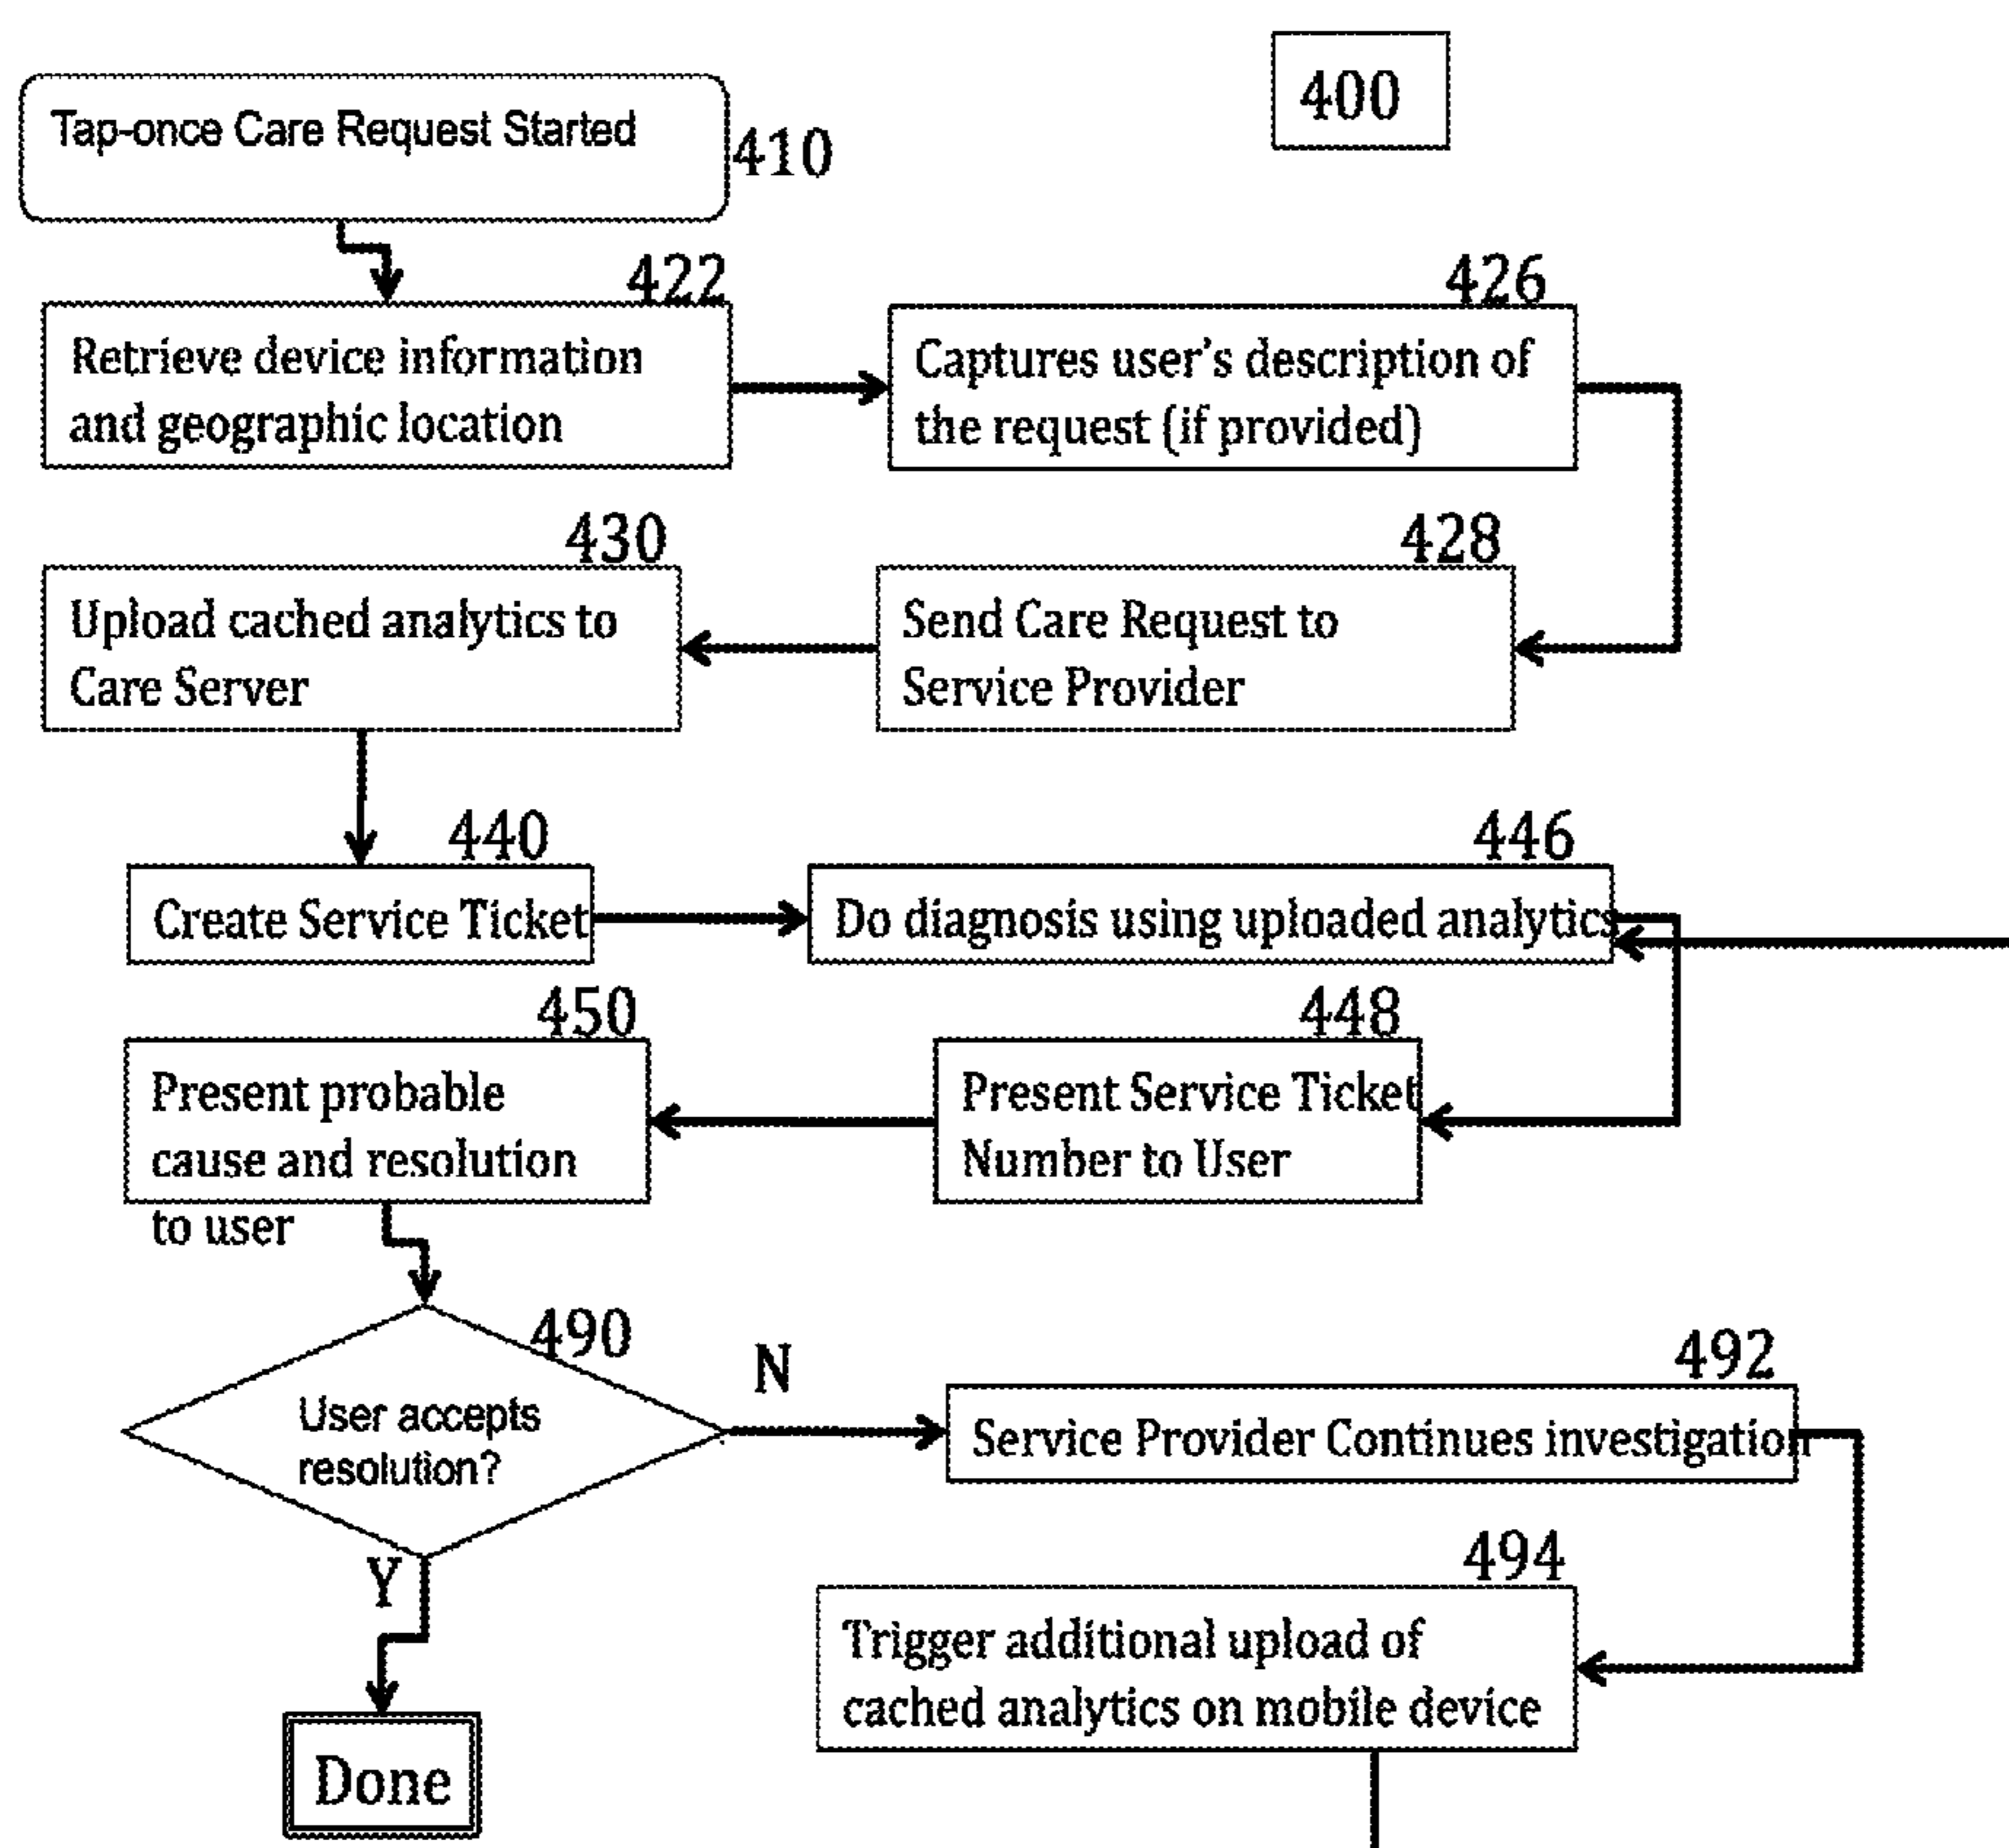 400
Tap-once Care Request Started
410
422
Retrieve device information
and geographic location
426
Captures user's description of
the request (if provided)
428
Send Care Request to
Service Provider
430
Upload cached analytics to
Care Server
440
Create Service Ticket
446
Do diagnosis using uploaded analytics
448
Present Service Ticket
Number to User
450
Present probable
cause and resolution
to user
490
User accepts
resolution?
N
Y
492
Service Provider Continues investigation
494
Trigger additional upload of
cached analytics on mobile device
Done